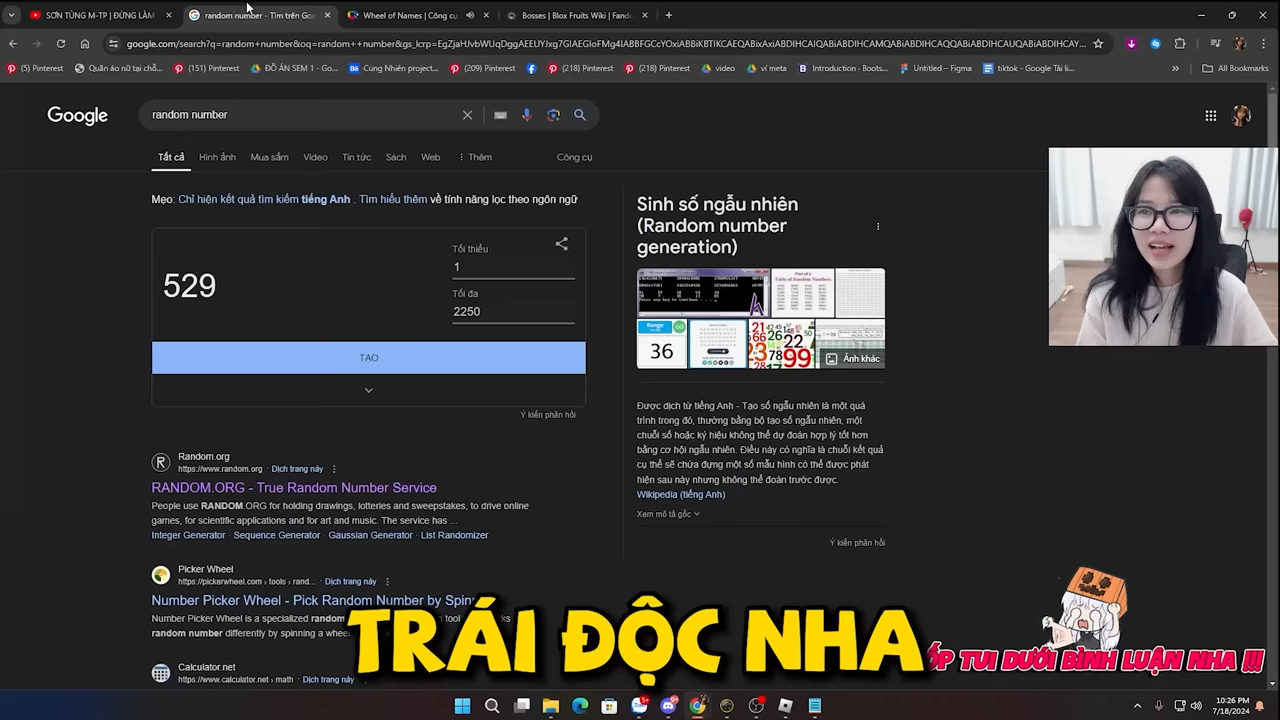 SƠN TÙNG M-TP | ĐỪNG LÀM
random number - Tìm trên Goo
Wheel of Names | Công cụ
Bosses | Blox Fruits Wiki | Fando
google.com/search?q=random+number&oq=random++number&gs_lcrp=
(5) Pinterest
Quần áo nữ tại chỗ...
(151) Pinterest
ĐỒ ÁN SEM 1 - Go...
Cung Nhiên project...
(209) Pinterest
(218) Pinterest
(218) Pinterest
video
ví meta
Introduction · Boots...
Untitled – Figma
tiktok - Google Tài li...
All Bookmarks
Google
random number
Tất cả
Hình ảnh
Mua sắm
Video
Tin tức
Sách
Web
Thêm
Công cụ
Mẹo: Chỉ hiện kết quả tìm kiếm tiếng Anh . Tìm hiểu thêm về tính năng lọc theo ngôn ngữ
529
Tối thiểu
1
Tối đa
2250
TẠO
Ý kiến phản hồi
Random.org
https://www.random.org · Dịch trang này
RANDOM.ORG - True Random Number Service
People use RANDOM.ORG for holding drawings, lotteries and sweepstakes, to drive online
games, for scientific applications and for art and music. The service has ...
Integer Generator · Sequence Generator · Gaussian Generator · List Randomizer
Picker Wheel
https://pickerwheel.com › tools › rand... · Dịch trang này
Number Picker Wheel - Pick Random Number by Spin
Number Picker Wheel is a specialized random
random number differently by spinning a wheel
Calculator.net
https://www.calculator.net › math · Dịch trang này
Sinh số ngẫu nhiên
(Random number
generation)
Range
GO
36
22
78
99
Ảnh khác
Được dịch từ tiếng Anh - Tạo số ngẫu nhiên là một quá
trình trong đó, thường bằng bộ tạo số ngẫu nhiên, một
chuỗi số hoặc ký hiệu không thể dự đoán hợp lý tốt hơn
bằng cơ hội ngẫu nhiên. Điều này có nghĩa là chuỗi kết quả
cụ thể sẽ chứa đựng một số mẫu hình có thể được phát
hiện sau này nhưng không thể đoán trước được.
Wikipedia (tiếng Anh)
Xem mô tả gốc
Ý kiến phản hồi
TRÁI ĐỘC NHA
TUI DƯỚI BÌNH LUẬN NHA !!!
10:26 PM
7/18/2024